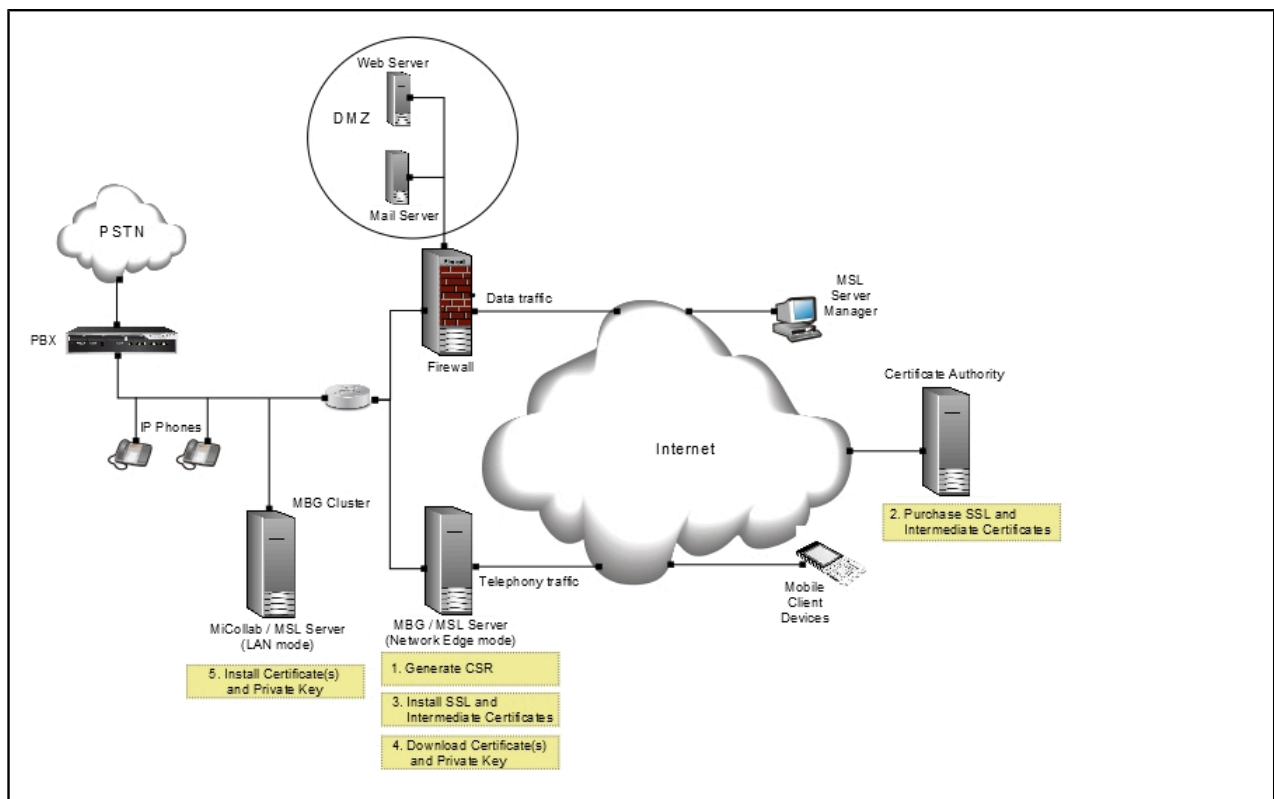 Web Server
DMZ
Mail Server
PSTN
Firewall
Data traffic
MSL
Server
Manager
PBX
Firewall
Certificate Authority
IP Phones
Internet
MBG Cluster
2. Purchase SSL and
Intermediate Certificates
Telephony traffic
Mobile
Client
Devices
MiCollab / MSL Server
(LAN mode)
MBG / MSL Server
(Network Edge mode)
5. Install Certificate(s)
and Private Key
1. Generate CSR
3. Install SSL and
Intermediate Certificates
4. Download Certificate(s)
and Private Key